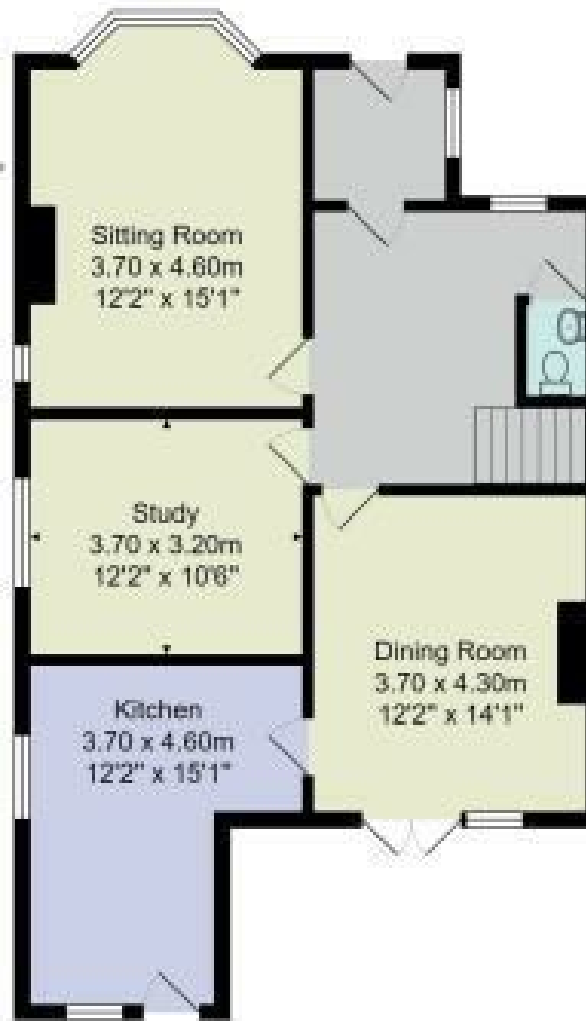 Sitting Room
3.70 x 4.60m
12'2" x 15'1"
Study
3.70 x 3.20m
12'2" x 10'6"
Dining Room
3.70 x 4.30m
12'2" x 14'1"
Kitchen
3.70 x 4.60m
12'2" x 15'1"